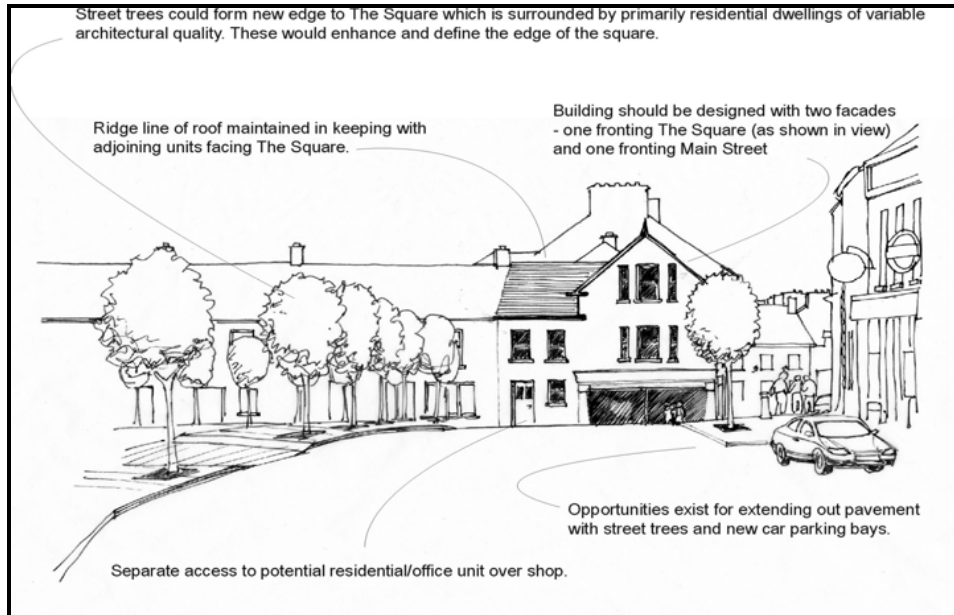 Street trees could form new edge to The Square which is surrounded by primarily residential dwellings of variable
architectural quality. These would enhance and define the edge of the square.
Ridge line of roof maintained in keeping with
adjoining units facing The Square.
Building should be designed with two facades
- one fronting The Square (as shown in view)
and one fronting Main Street
Opportunities exist for extending out pavement
with street trees and new car parking bays.
Separate access to potential residential/office unit over shop.